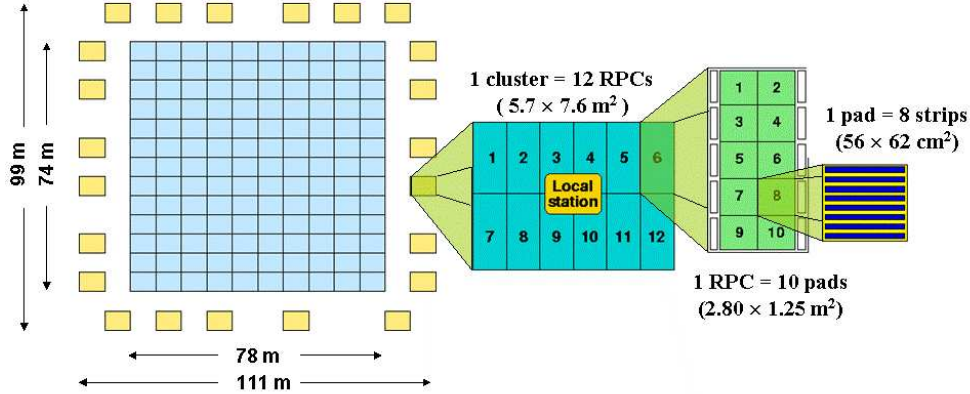 99 m
74 m
78 m
111 m
1 cluster = 12 RPCs
( 5.7 × 7.6 m² )
1 2 3 4 5 6
Local
station
7 8 9 10 11 12
1 2
3 4
5 6
7 8
9 10
1 RPC = 10 pads
(2.80 × 1.25 m²)
1 pad = 8 strips
(56 × 62 cm²)